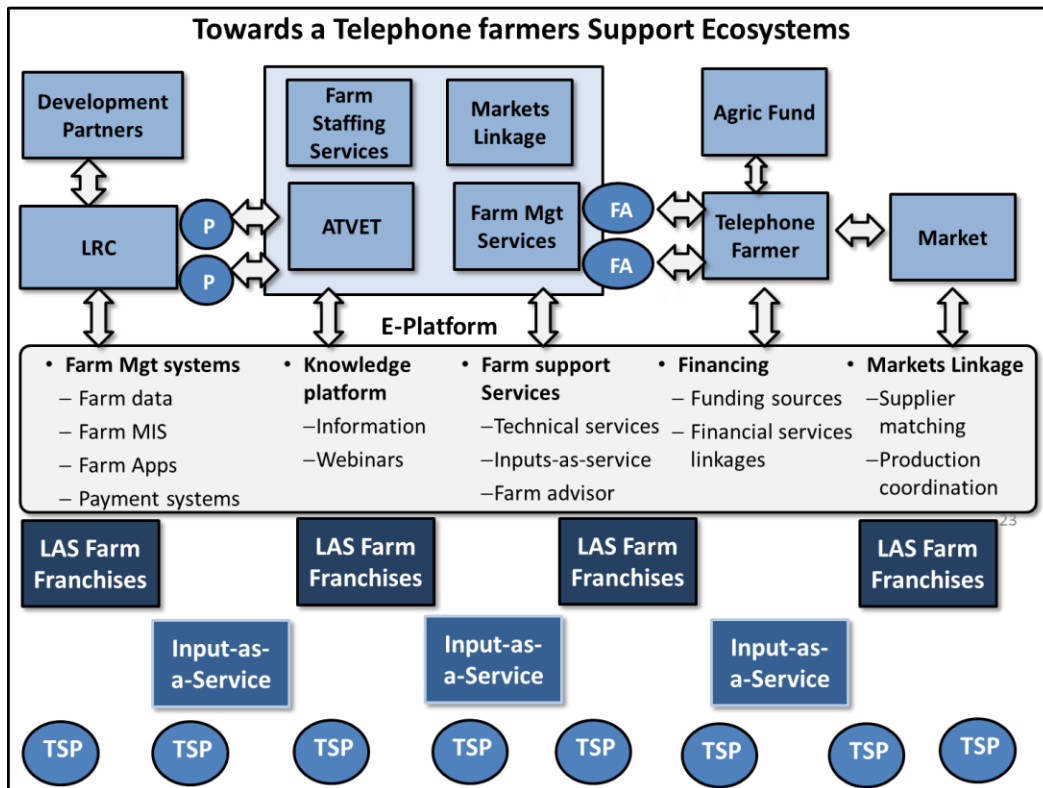 Towards a Telephone farmers Support Ecosystems
Development
Partners
Farm
Staffing
Services
Markets
Linkage
Agric Fund
LRC
P
P
ATVET
Farm Mgt
Services
FA
FA
Telephone
Farmer
Market
E-Platform
• Farm Mgt systems
– Farm data
– Farm MIS
– Farm Apps
– Payment systems
• Knowledge
platform
–Information
–Webinars
• Farm support
Services
–Technical services
–Inputs-as-service
–Farm advisor
• Financing
– Funding sources
– Financial services
linkages
• Markets Linkage
–Supplier
matching
–Production
coordination
23
LAS Farm
Franchises
LAS Farm
Franchises
LAS Farm
Franchises
LAS Farm
Franchises
Input-as-
a-Service
Input-as-
a-Service
Input-as-
a-Service
TSP
TSP
TSP
TSP
TSP
TSP
TSP
TSP